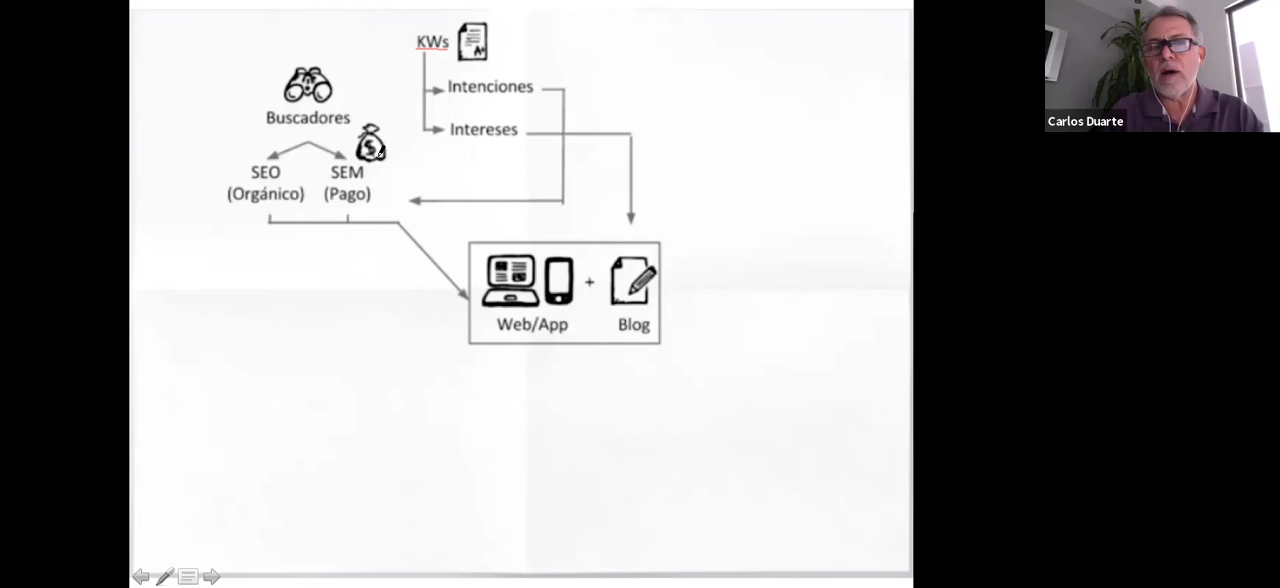 KWs
A+
Intenciones
Buscadores
Intereses
$
SEO
(Orgánico)
SEM
(Pago)
+
Web/App
Blog
Carlos Duarte